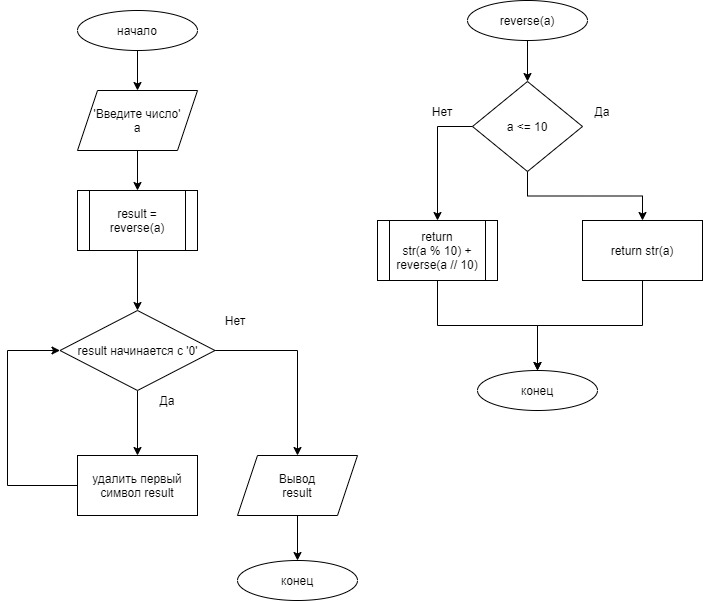 начало
'Введите число'
a
result =
reverse(a)
result начинается с '0'
Нет
Да
удалить первый
символ result
Вывод
result
конец
reverse(a)
a <= 10
Нет
Да
return
str(a % 10) +
reverse(a // 10)
return str(a)
конец